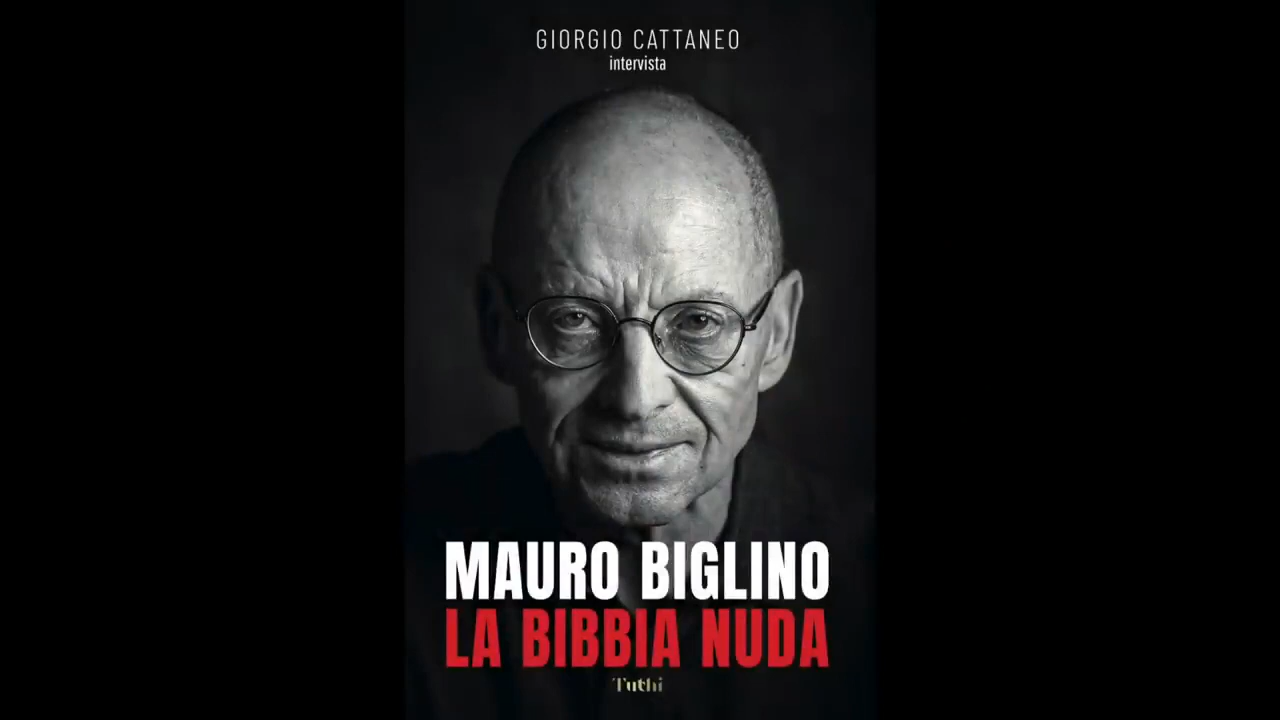 GIORGIO CATTANEO
intervista
MAURO BIGLINO
LA BIBBIA NUDA
Tuthi